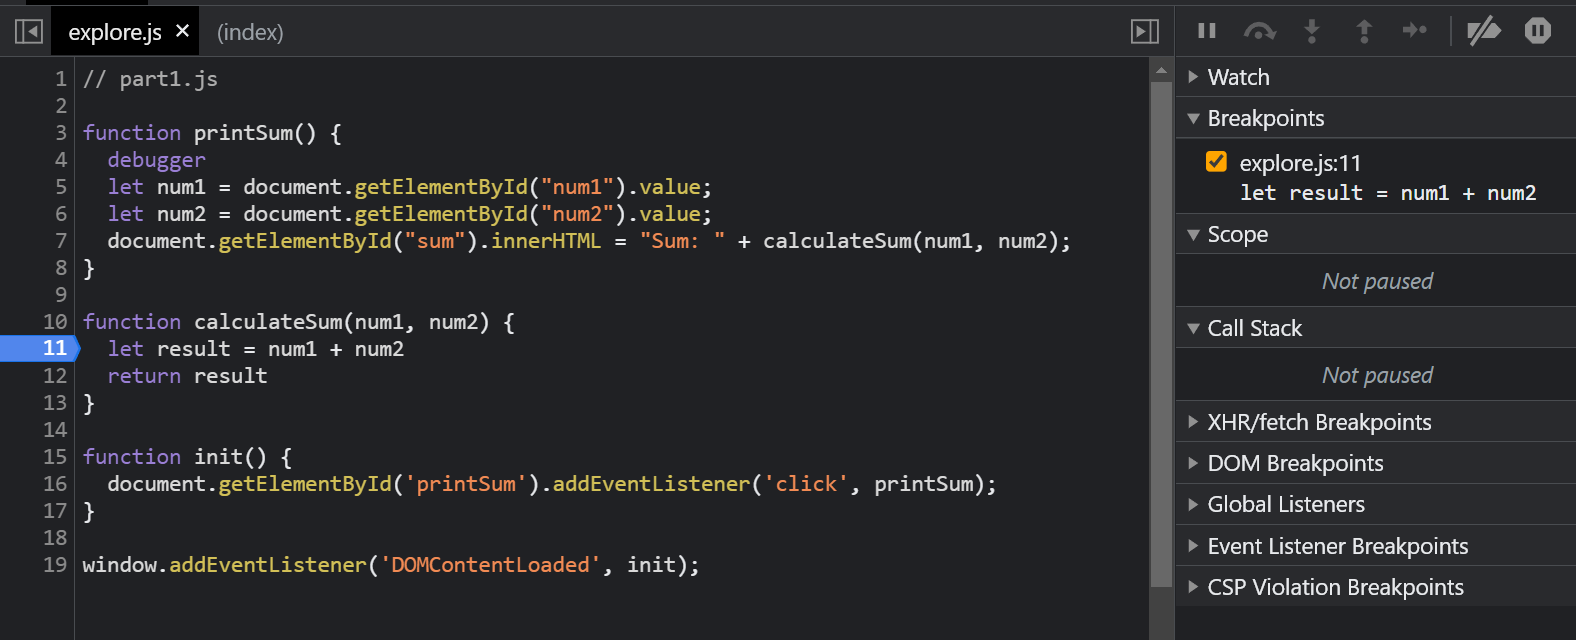 explore.js ✕ (index)
1 // part1.js
2
3 function printSum() {
4   debugger
5   let num1 = document.getElementById("num1").value;
6   let num2 = document.getElementById("num2").value;
7   document.getElementById("sum").innerHTML = "Sum: " + calculateSum(num1, num2);
8 }
9
10 function calculateSum(num1, num2) {
11   let result = num1 + num2
12   return result
13 }
14
15 function init() {
16   document.getElementById('printSum').addEventListener('click', printSum);
17 }
18
19 window.addEventListener('DOMContentLoaded', init);
Watch
Breakpoints
explore.js:11
let result = num1 + num2
Scope
Not paused
Call Stack
Not paused
XHR/fetch Breakpoints
DOM Breakpoints
Global Listeners
Event Listener Breakpoints
CSP Violation Breakpoints